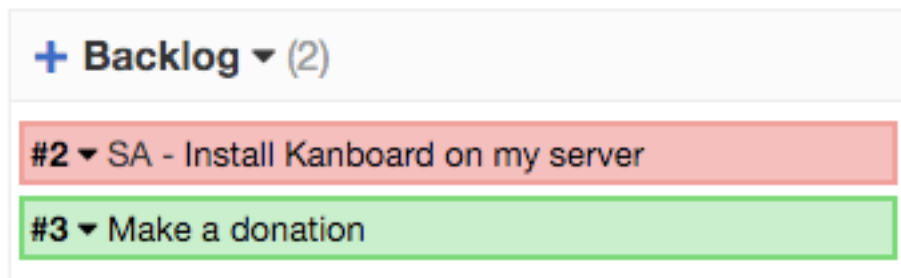 + Backlog ▾ (2)
#2 ▾ SA - Install Kanboard on my server
#3 ▾ Make a donation